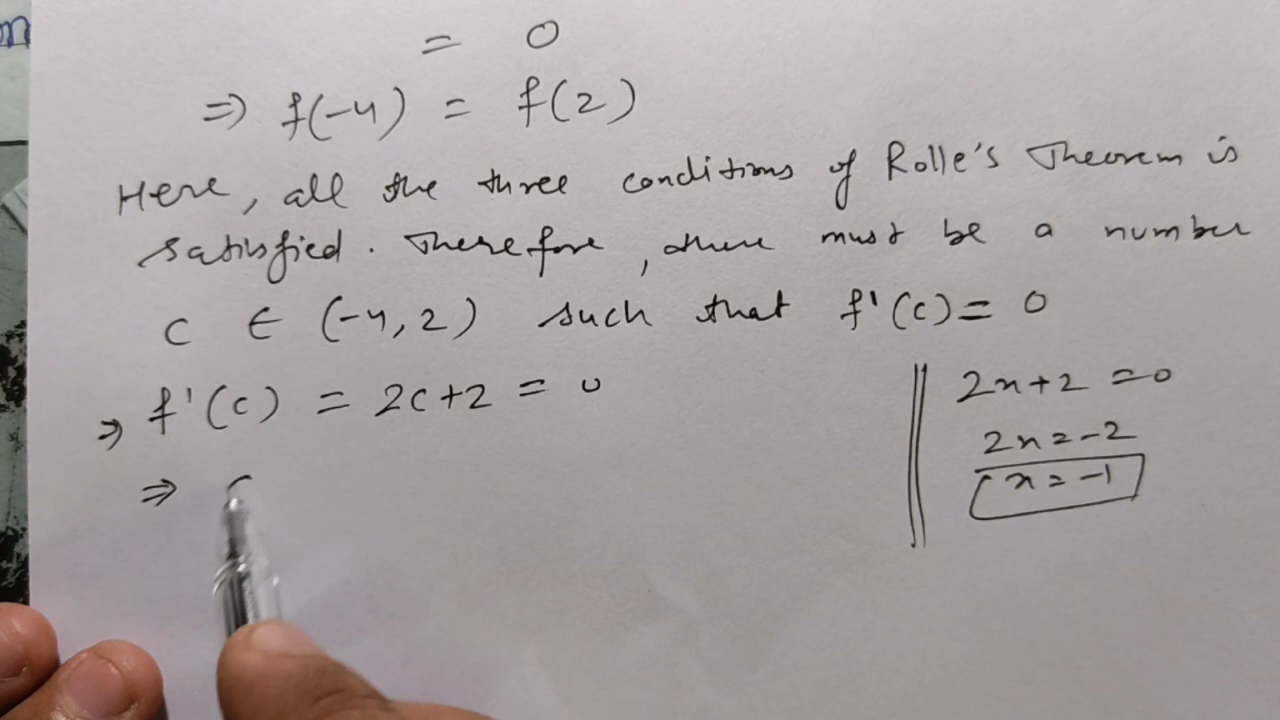 = 0
⇒ f(-4) = f(2)
Here, all the three conditions of Rolle's Theorem is
satisfied. Therefore, there must be a number
c ∈ (-4, 2) such that f'(c) = 0
⇒ f'(c) = 2c+2 = 0
⇒ c
2x+2 = 0
2x = -2
x = -1